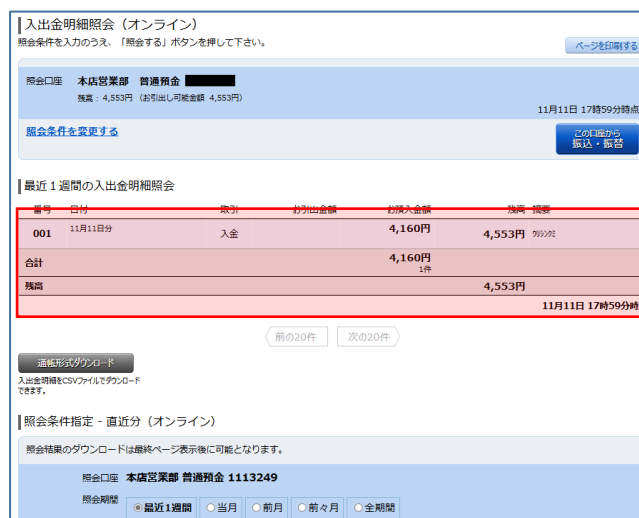 入出金明細照会（オンライン）
照会条件を入力のうえ、「照会する」ボタンを押して下さい。
ページを印刷する
照会口座 本店営業部 普通預金
残高： 4,553円 （お引出し可能金額 4,553円）
11月11日 17時59分時点
照会条件を変更する
この口座から
振込・振替
最近１週間の入出金明細照会
番号 日付 取引 お引出金額 お預入金額 残高 摘要
001 11月11日分 入金 4,160円 4,553円
合計 4,160円
1件
残高 4,553円
11月11日 17時59分時
前の20件 次の20件
通帳形式ダウンロード
入出金明細をCSVファイルでダウンロード
できます。
照会条件指定 - 直近分（オンライン）
照会結果のダウンロードは最終ページ表示後に可能となります。
照会口座 本店営業部 普通預金 1113249
照会期間
最近1週間 当月 前月 前々月 全期間